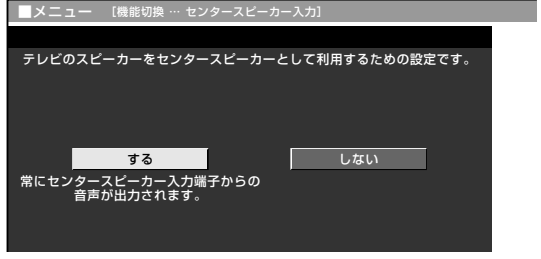 ■メニュー [機能切換 … センタースピーカー入力]
テレビのスピーカーをセンタースピーカーとして利用するための設定です。
する しない
常にセンタースピーカー入力端子からの
音声が出力されます。